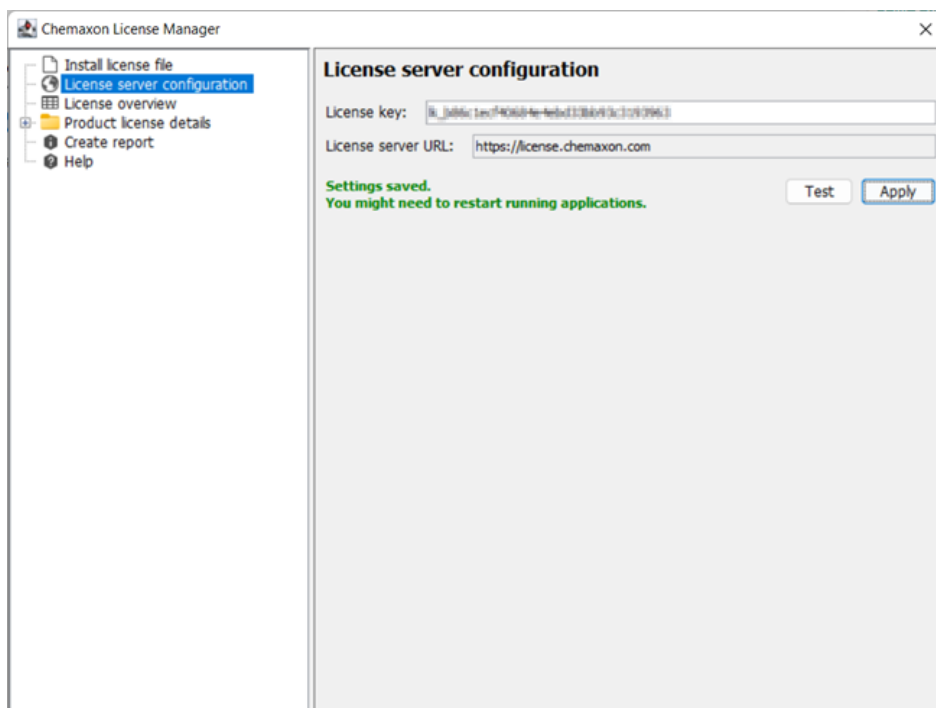 Chemaxon License Manager
Install license file
License server configuration
License overview
Product license details
Create report
Help
License server configuration
License key:
License server URL: https://license.chemaxon.com
Settings saved.
You might need to restart running applications.
Test Apply